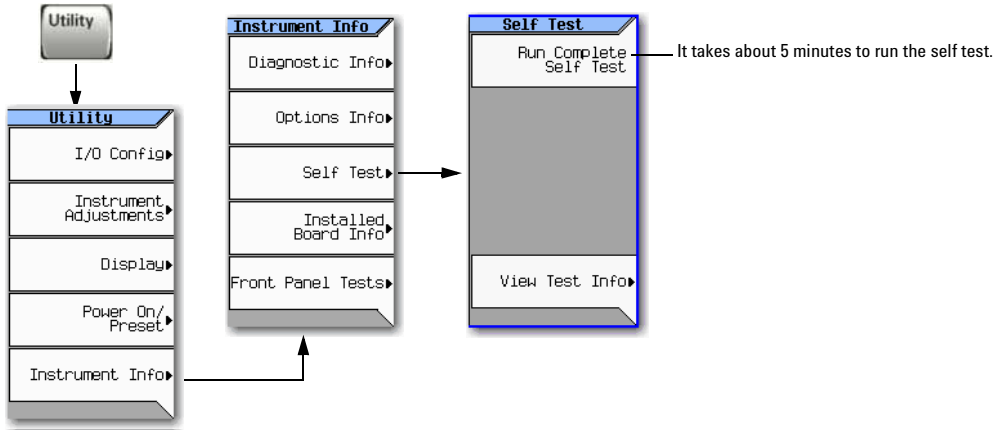 Utility
Utility
I/O Config
Instrument
Adjustments
Display
Power On/
Preset
Instrument Info
Instrument Info
Diagnostic Info
Options Info
Self Test
Installed
Board Info
Front Panel Tests
Self Test
Run Complete
Self Test
View Test Info
It takes about 5 minutes to run the self test.